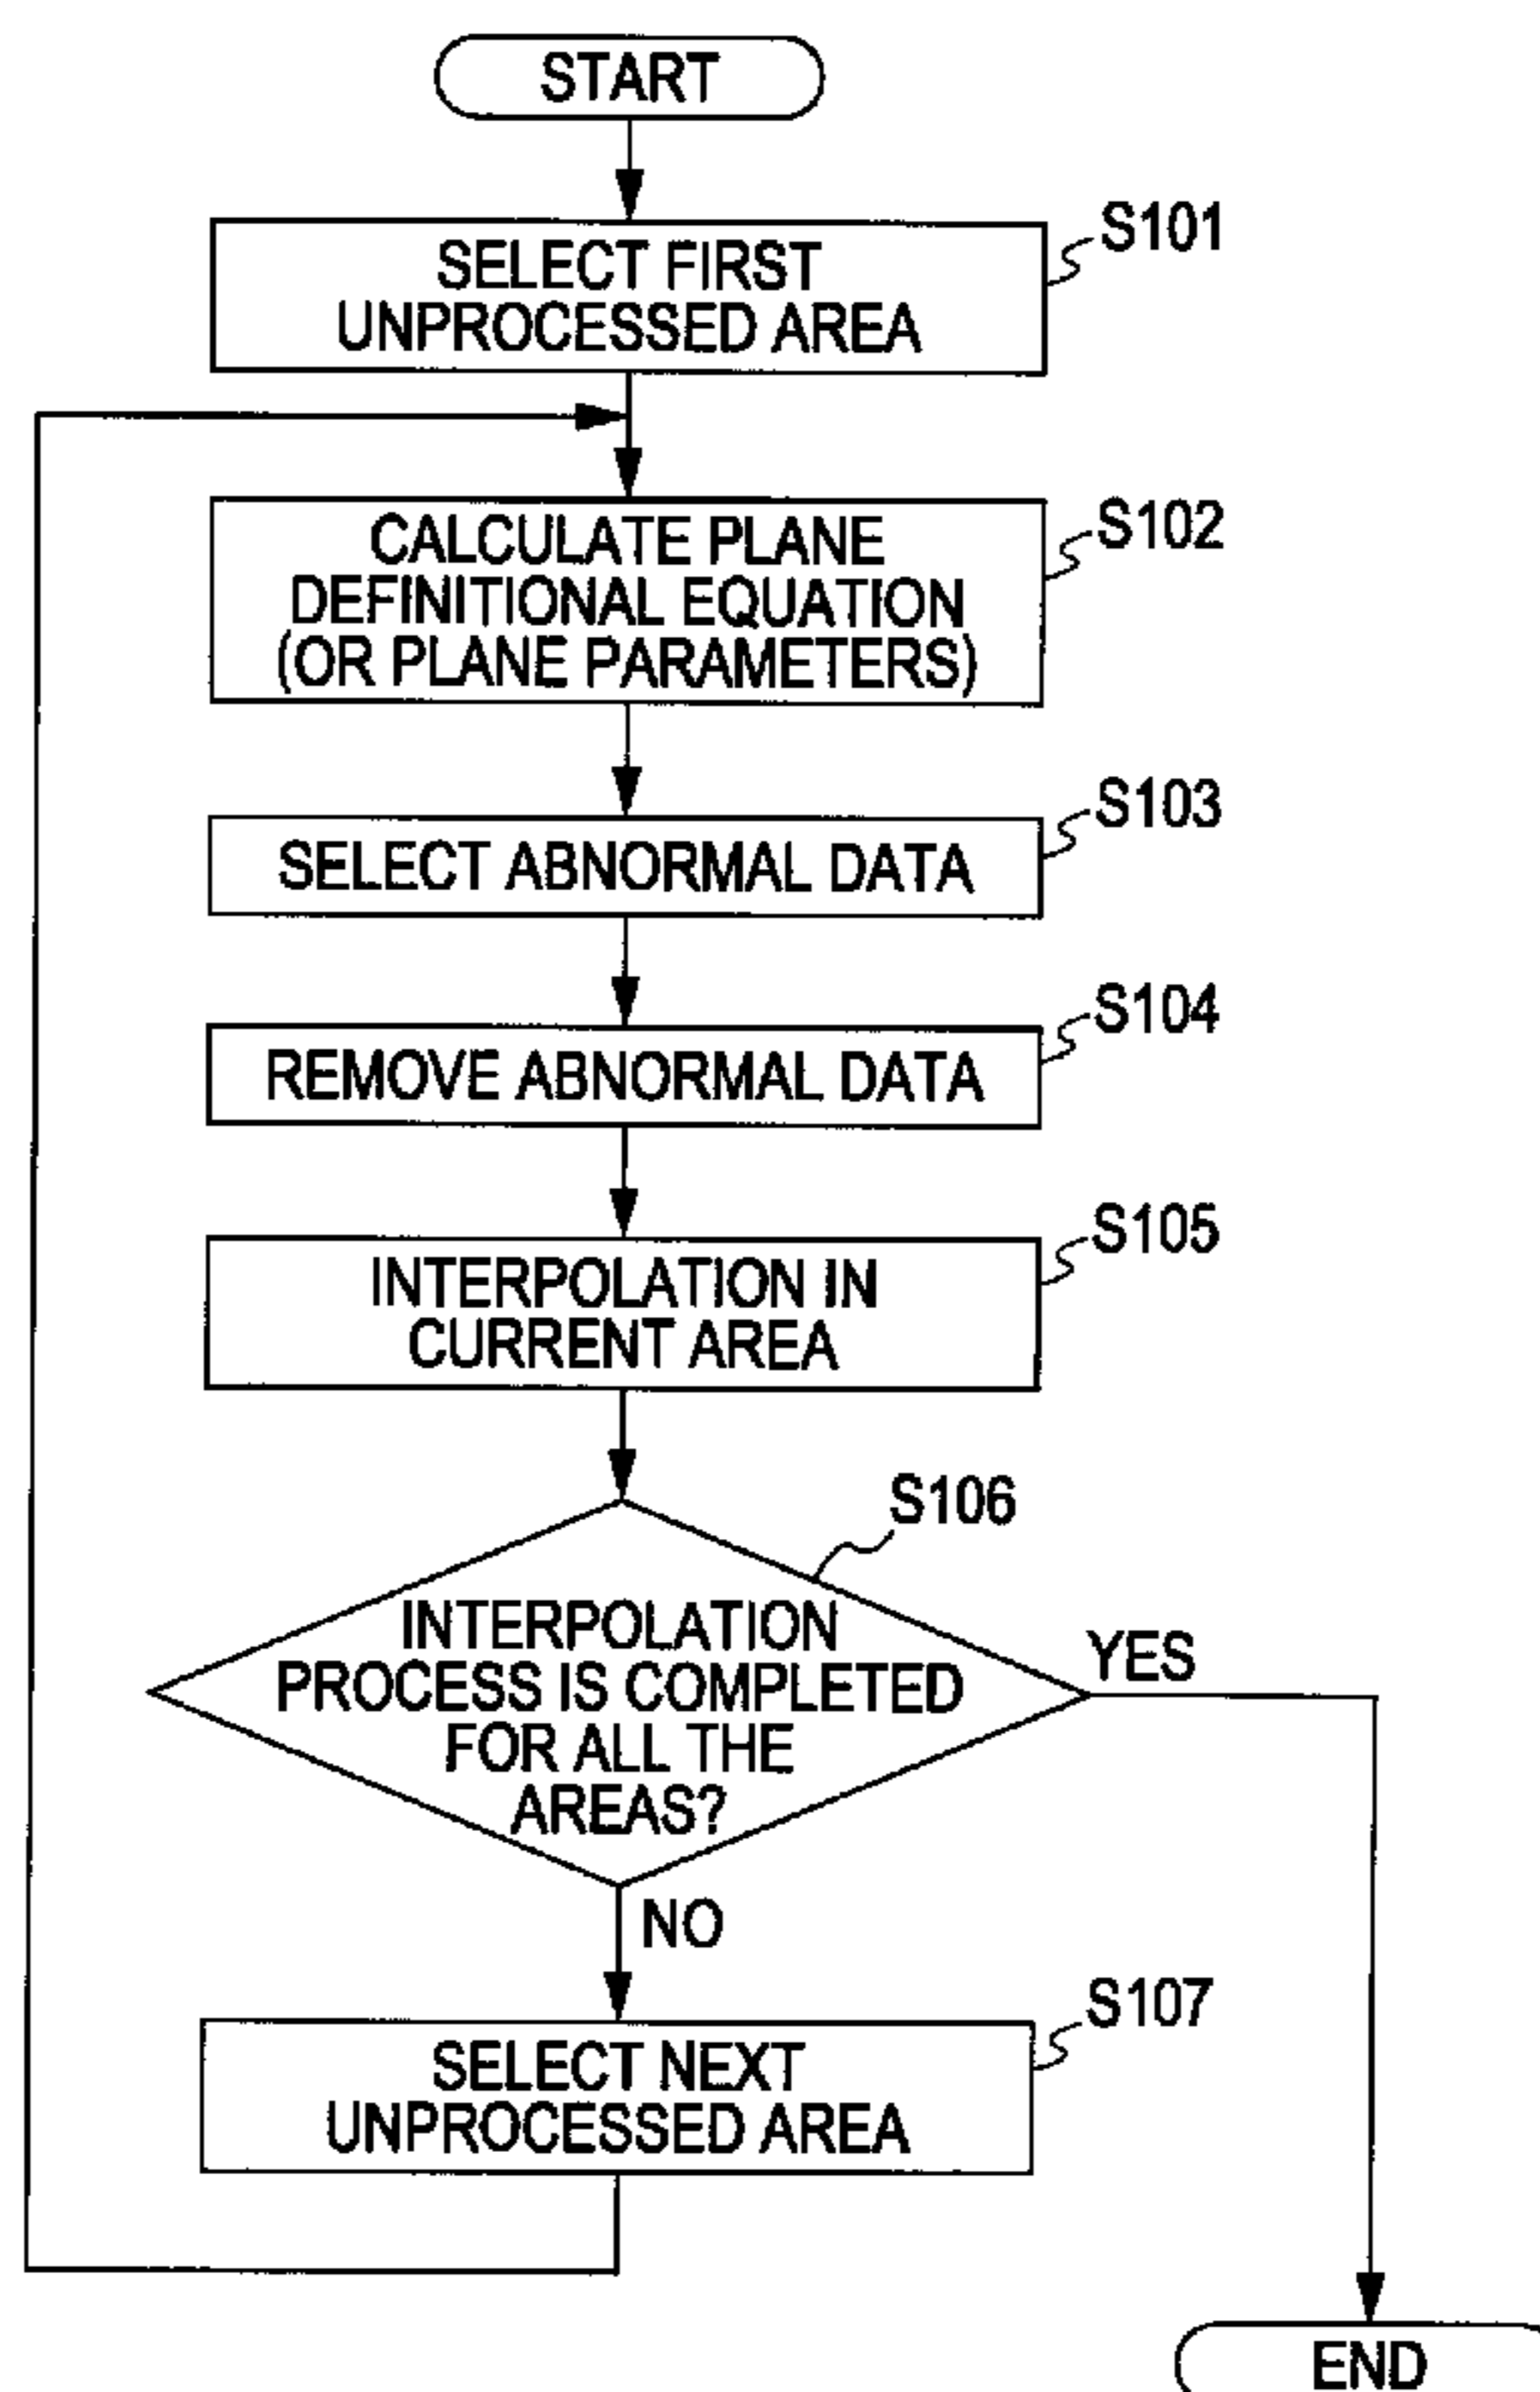 START
S101
SELECT FIRST
UNPROCESSED AREA
S102
CALCULATE PLANE
DEFINITIONAL EQUATION
(OR PLANE PARAMETERS)
S103
SELECT ABNORMAL DATA
S104
REMOVE ABNORMAL DATA
S105
INTERPOLATION IN
CURRENT AREA
S106
INTERPOLATION
PROCESS IS COMPLETED
FOR ALL THE
AREAS?
YES
NO
S107
SELECT NEXT
UNPROCESSED AREA
END